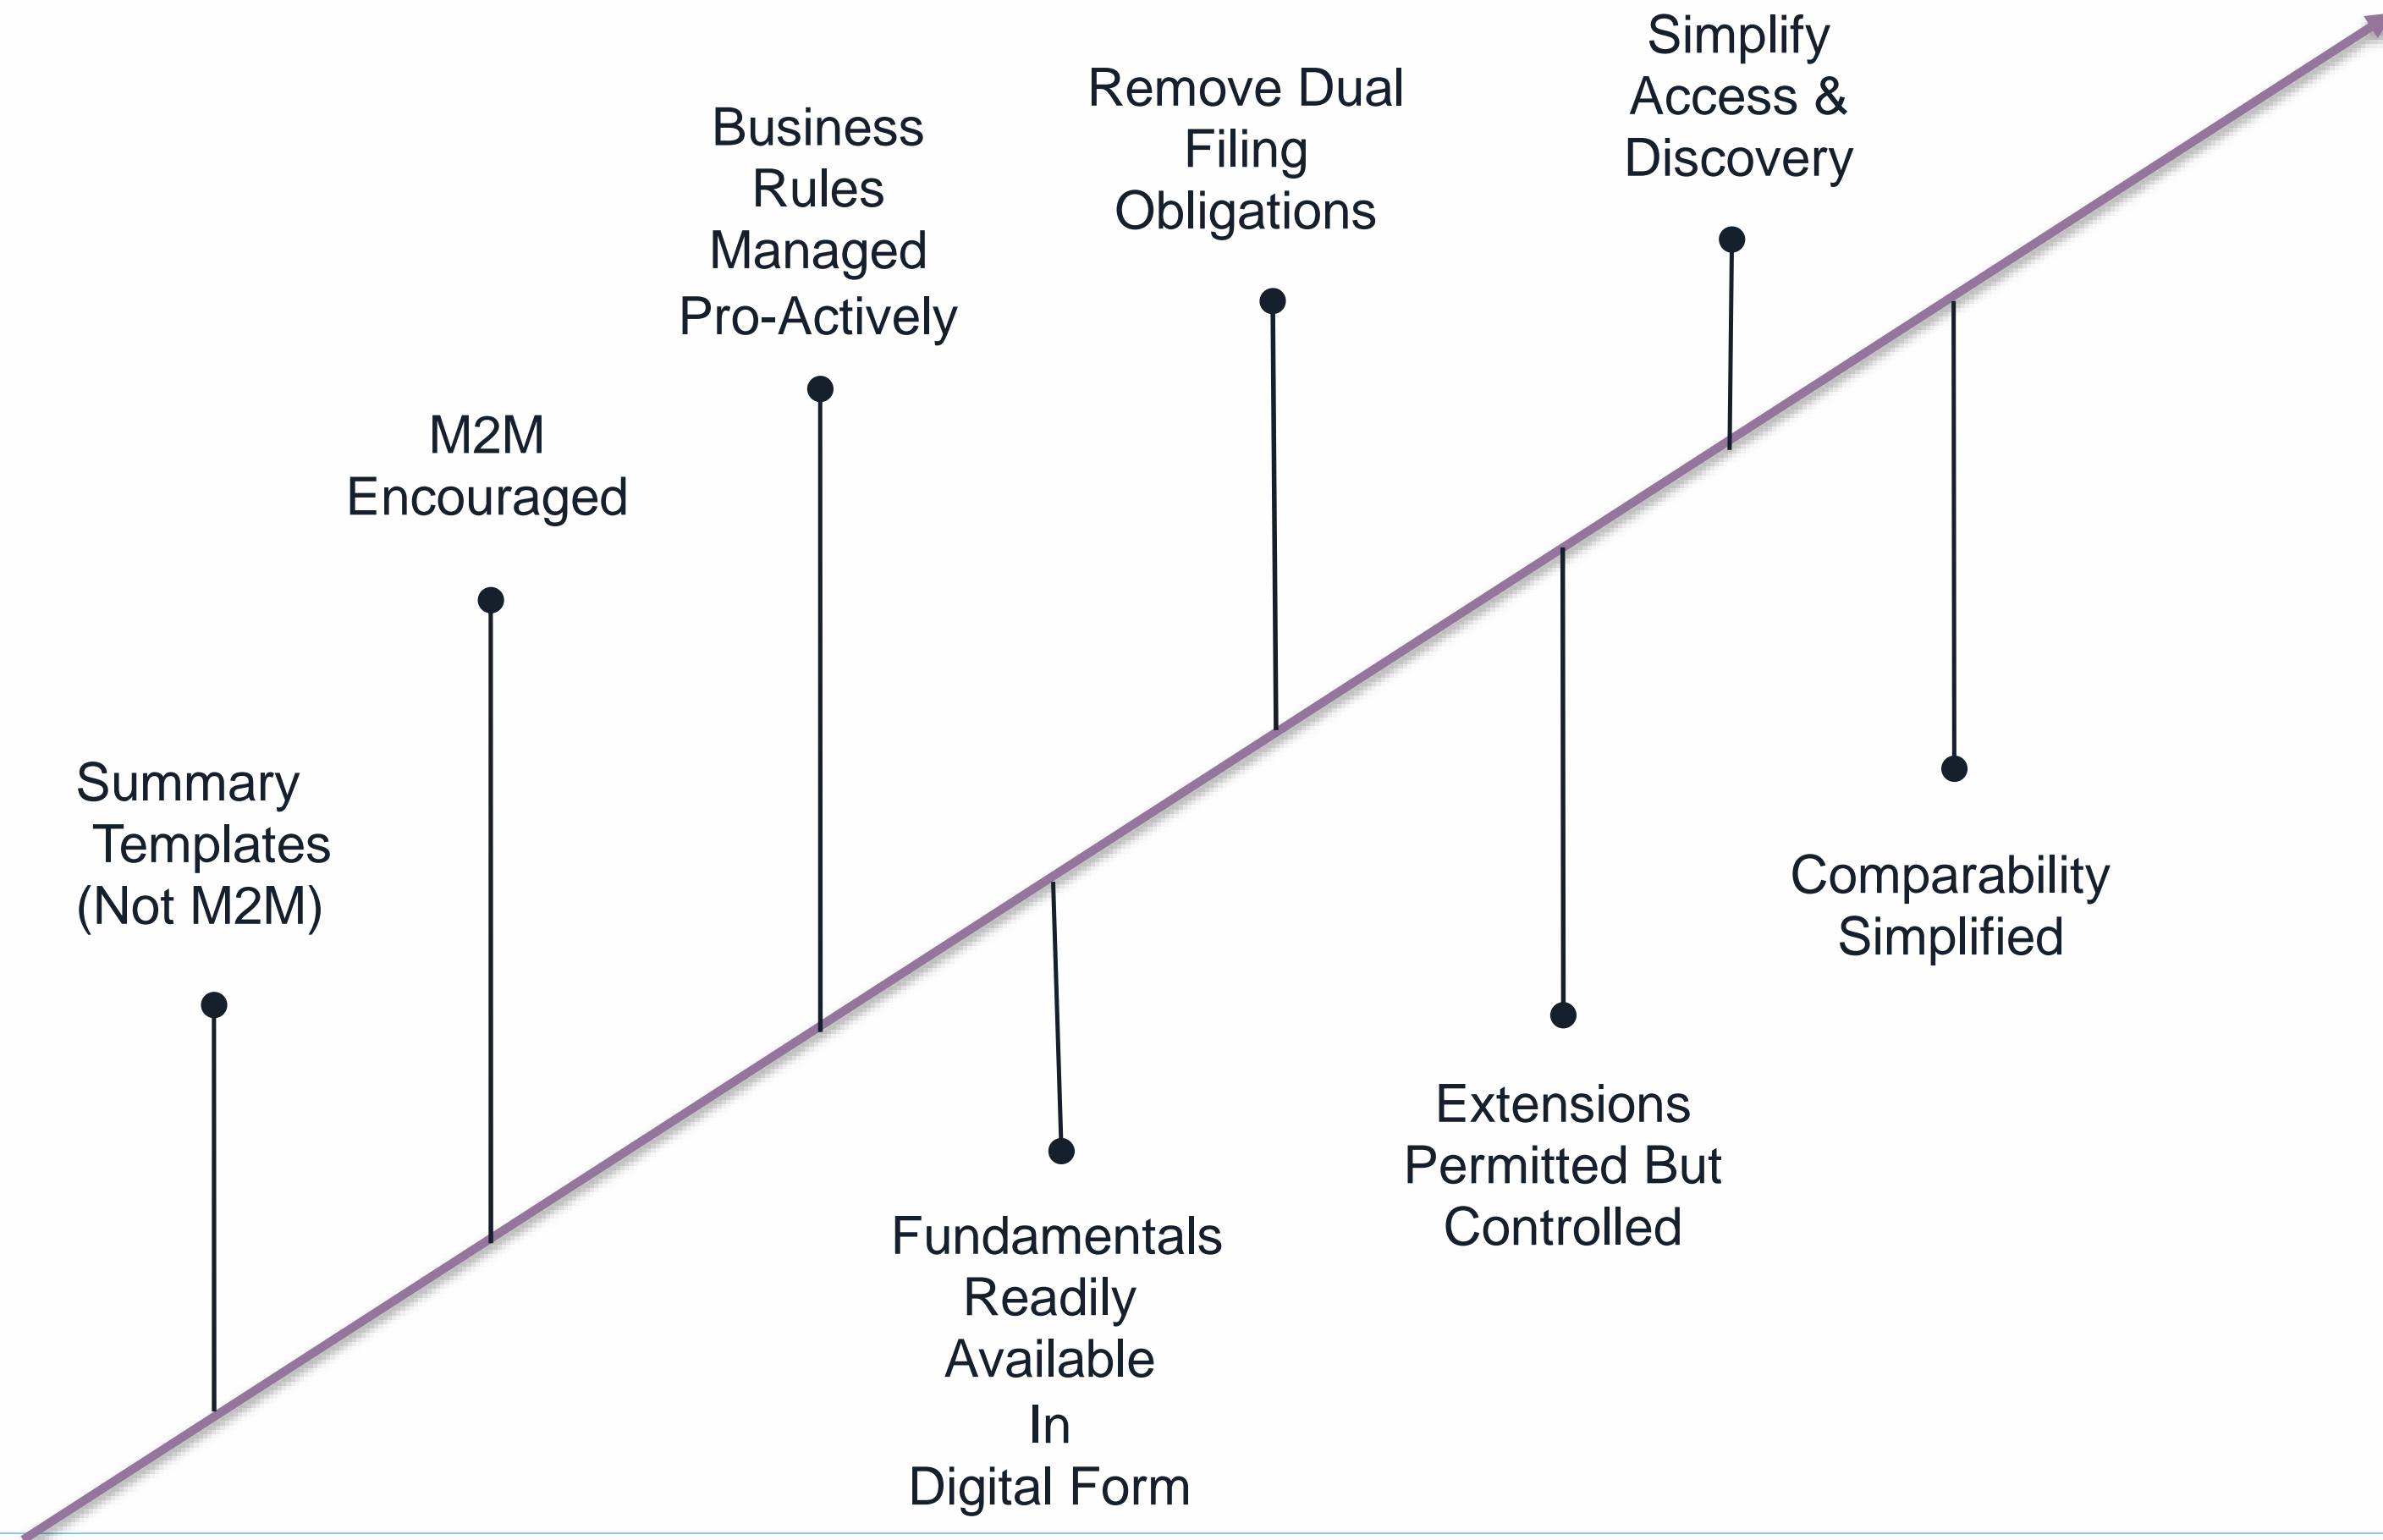 Summary
Templates
(Not M2M)
M2M
Encouraged
Business
Rules
Managed
Pro-Actively
Fundamentals
Readily
Available
In
Digital Form
Remove Dual
Filing
Obligations
Extensions
Permitted But
Controlled
Simplify
Access &
Discovery
Comparability
Simplified